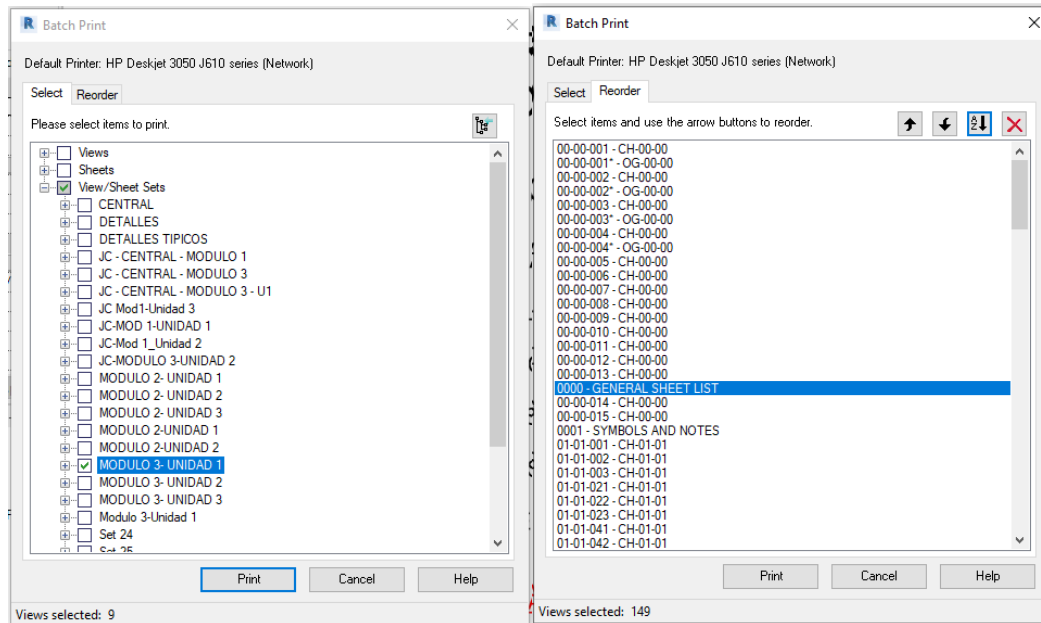 Batch Print
Default Printer: HP Deskjet 3050 J610 series (Network)
Select Reorder
Please select items to print.
Views
Sheets
View/Sheet Sets
CENTRAL
DETALLES
DETALLES TIPICOS
JC - CENTRAL - MODULO 1
JC - CENTRAL - MODULO 3
JC - CENTRAL - MODULO 3 - U1
JC Mod1-Unidad 3
JC-MOD 1-UNIDAD 1
JC-Mod 1_Unidad 2
JC-MODULO 3-UNIDAD 2
MODULO 2- UNIDAD 1
MODULO 2- UNIDAD 2
MODULO 2- UNIDAD 3
MODULO 2-UNIDAD 1
MODULO 2-UNIDAD 2
MODULO 3- UNIDAD 1
MODULO 3- UNIDAD 2
MODULO 3- UNIDAD 3
Modulo 3-Unidad 1
Set 24
Set 25
Print Cancel Help
Views selected: 9
Batch Print
Default Printer: HP Deskjet 3050 J610 series (Network)
Select Reorder
Select items and use the arrow buttons to reorder.
00-00-001 - CH-00-00
00-00-001* - OG-00-00
00-00-002 - CH-00-00
00-00-002* - OG-00-00
00-00-003 - CH-00-00
00-00-003* - OG-00-00
00-00-004 - CH-00-00
00-00-004* - OG-00-00
00-00-005 - CH-00-00
00-00-006 - CH-00-00
00-00-007 - CH-00-00
00-00-008 - CH-00-00
00-00-009 - CH-00-00
00-00-010 - CH-00-00
00-00-011 - CH-00-00
00-00-012 - CH-00-00
00-00-013 - CH-00-00
0000 - GENERAL SHEET LIST
00-00-014 - CH-00-00
00-00-015 - CH-00-00
0001 - SYMBOLS AND NOTES
01-01-001 - CH-01-01
01-01-002 - CH-01-01
01-01-003 - CH-01-01
01-01-021 - CH-01-01
01-01-022 - CH-01-01
01-01-023 - CH-01-01
01-01-041 - CH-01-01
01-01-042 - CH-01-01
Print Cancel Help
Views selected: 149